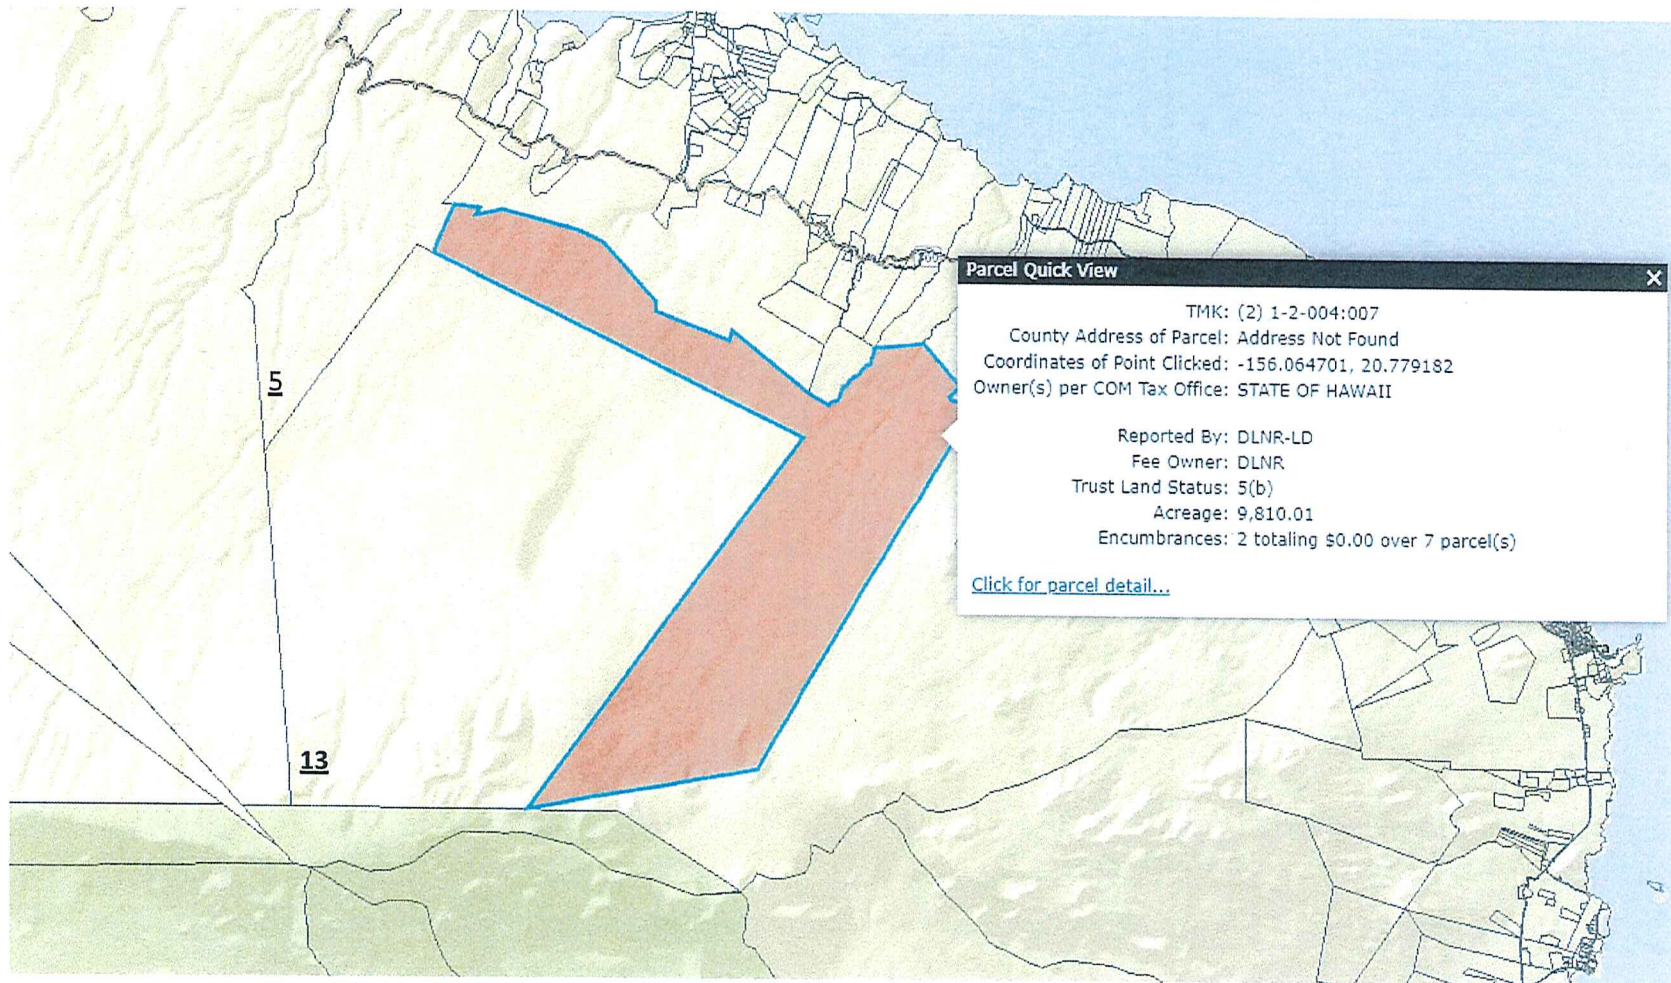 Parcel Quick View
TMK: (2) 1-2-004:007
County Address of Parcel: Address Not Found
Coordinates of Point Clicked: -156.064701, 20.779182
Owner(s) per COM Tax Office: STATE OF HAWAII
Reported By: DLNR-LD
Fee Owner: DLNR
Trust Land Status: 5(b)
Acreage: 9,810.01
Encumbrances: 2 totaling $0.00 over 7 parcel(s)
Click for parcel detail...
5
13